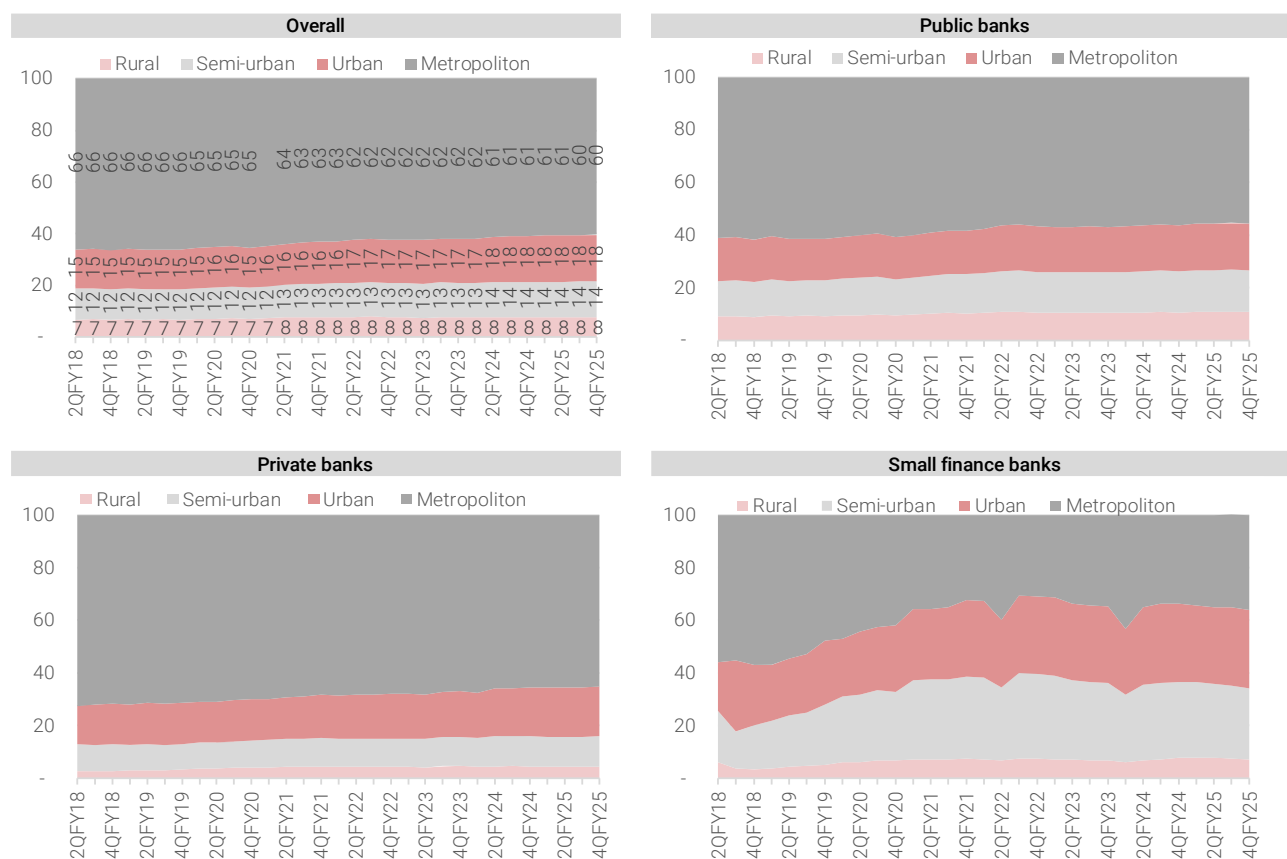 Overall
Rural Semi-urban Urban Metropoliton
100
80
60
40
20
-
66 66 66 66 66 66 66 65 65 65 65 64 63 63 63 62 62 62 62 62 62 62 62 61 61 61 61 61 60 60
15 15 15 15 15 15 15 15 16 16 15 16 16 16 16 16 17 17 17 17 17 17 17 17 18 18 18 18 18 18 18
12 12 12 12 12 12 12 12 12 12 12 12 13 13 13 13 13 13 13 13 13 13 13 13 13 14 14 14 14 14 14
7 7 7 7 7 7 7 7 7 7 7 7 8 8 8 8 8 8 8 8 8 8 8 8 8 8 8 8 8 8 8
2QFY18 4QFY18 2QFY19 4QFY19 2QFY20 4QFY20 2QFY21 4QFY21 2QFY22 4QFY22 2QFY23 4QFY23 2QFY24 4QFY24 2QFY25 4QFY25
Public banks
Rural Semi-urban Urban Metropoliton
100
80
60
40
20
-
2QFY18 4QFY18 2QFY19 4QFY19 2QFY20 4QFY20 2QFY21 4QFY21 2QFY22 4QFY22 2QFY23 4QFY23 2QFY24 4QFY24 2QFY25 4QFY25
Private banks
Rural Semi-urban Urban Metropoliton
100
80
60
40
20
-
2QFY18 4QFY18 2QFY19 4QFY19 2QFY20 4QFY20 2QFY21 4QFY21 2QFY22 4QFY22 2QFY23 4QFY23 2QFY24 4QFY24 2QFY25 4QFY25
Small finance banks
Rural Semi-urban Urban Metropoliton
100
80
60
40
20
-
2QFY18 4QFY18 2QFY19 4QFY19 2QFY20 4QFY20 2QFY21 4QFY21 2QFY22 4QFY22 2QFY23 4QFY23 2QFY24 4QFY24 2QFY25 4QFY25